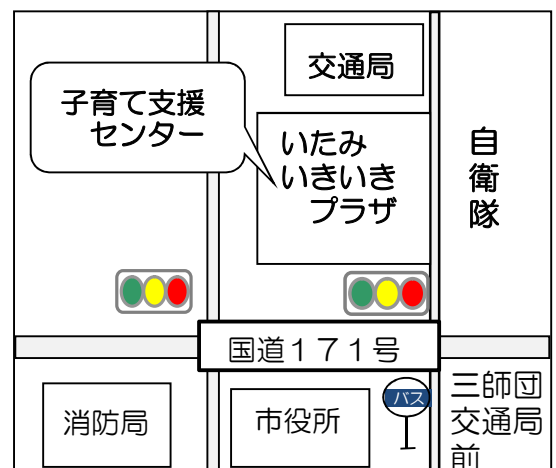 交通局
子育て支援
センター
いたみ
いきいき
プラザ
自
衛
隊
国道171号
消防局
市役所
バス
三師団
交通局
前